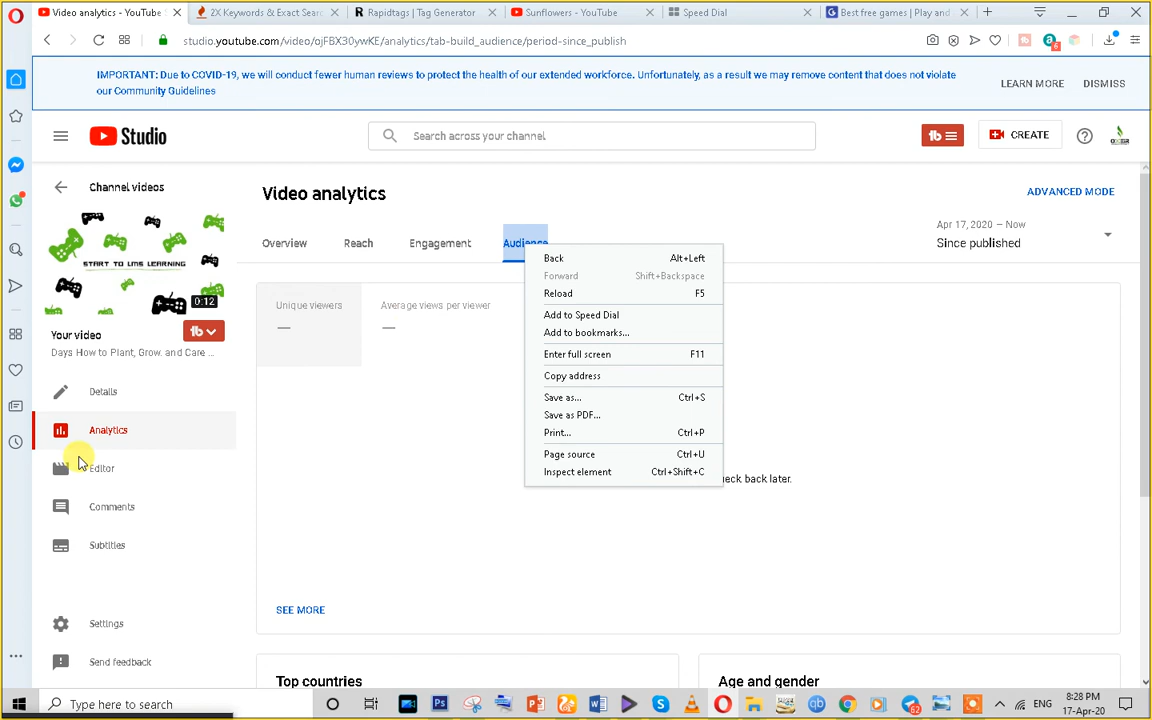 Video analytics - YouTube
2X Keywords & Exact Searc
Rapidtags | Tag Generator
Sunflowers - YouTube
Speed Dial
Best free games | Play and
studio.youtube.com/video/ojFBX30ywKE/analytics/tab-build_audience/period-since_publish
6
IMPORTANT: Due to COVID-19, we will conduct fewer human reviews to protect the health of our extended workforce. Unfortunately, as a result we may remove content that does not violate
our Community Guidelines
LEARN MORE
DISMISS
Studio
Search across your channel
tb
CREATE
Channel videos
START TO LMS LEARNING
0:12
Your video
tb
Days How to Plant, Grow. and Care ...
Details
Analytics
Editor
Comments
Subtitles
Settings
Send feedback
Video analytics
ADVANCED MODE
Overview
Reach
Engagement
Audience
Apr 17, 2020 – Now
Since published
Unique viewers
—
Average views per viewer
—
Back Alt+Left
Forward Shift+Backspace
Reload F5
Add to Speed Dial
Add to bookmarks...
Enter full screen F11
Copy address
Save as... Ctrl+S
Save as PDF...
Print... Ctrl+P
Page source Ctrl+U
Inspect element Ctrl+Shift+C
eck back later.
SEE MORE
Top countries
Age and gender
Type here to search
Ps
62
ENG
8:28 PM
17-Apr-20